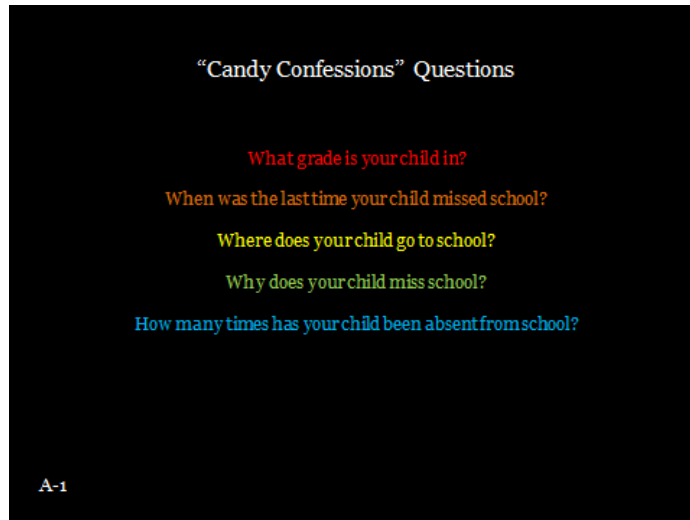 “Candy Confessions” Questions
What grade is your child in?
When was the last time your child missed school?
Where does your child go to school?
Why does your child miss school?
How many times has your child been absent from school?
A-1